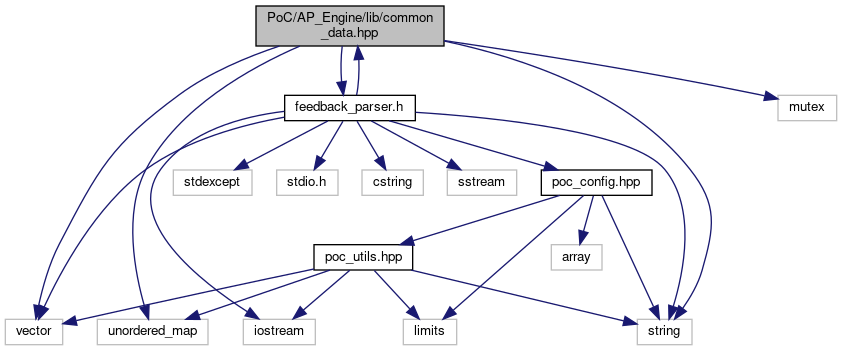 PoC/AP_Engine/lib/common
_data.hpp
feedback_parser.h
mutex
stdexcept
stdio.h
cstring
sstream
poc_config.hpp
poc_utils.hpp
array
vector
unordered_map
iostream
limits
string